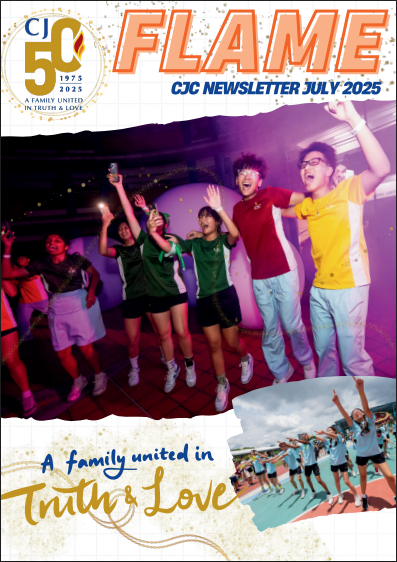 CJ
50
1975
2025
A FAMILY UNITED
IN TRUTH & LOVE
FLAME
CJC NEWSLETTER JULY 2025
A family united in
Truth & Love